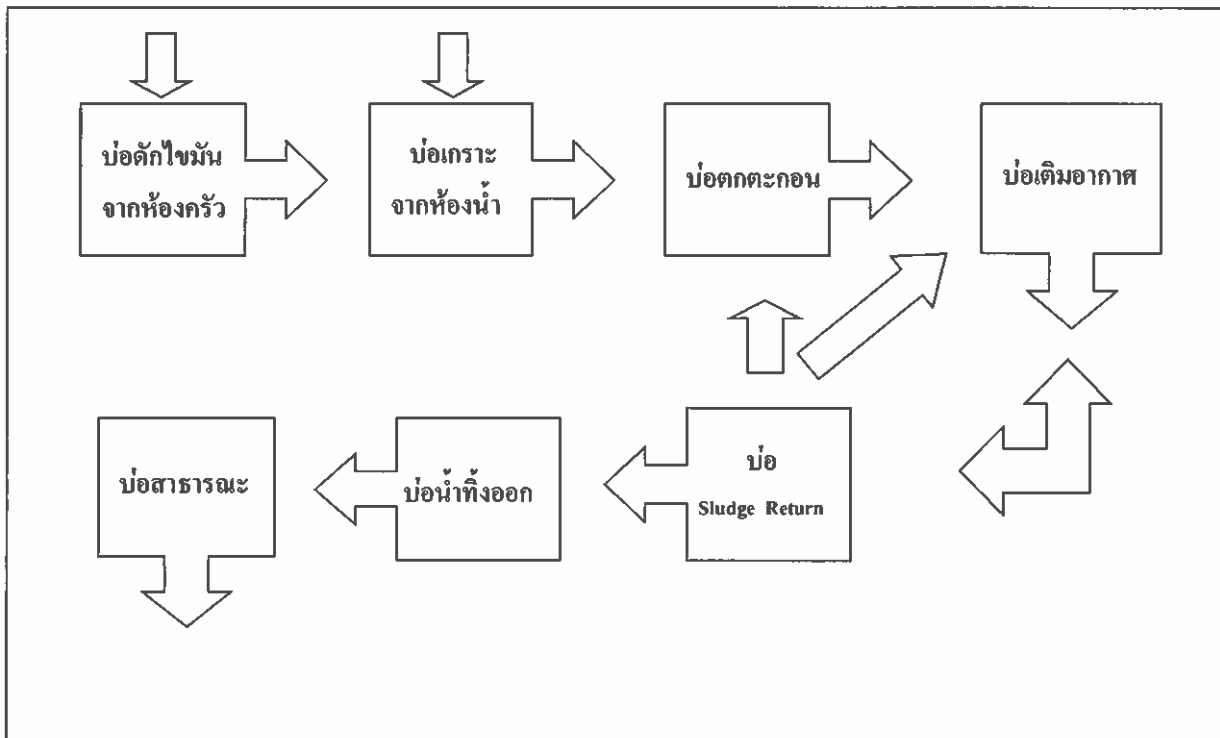 บ่อดักไขมัน
จากห้องครัว
บ่อเกราะ
จากห้องน้ำ
บ่อตกตะกอน
บ่อเติมอากาศ
บ่อสาธารณะ
บ่อน้ำทิ้งออก
บ่อ
Sludge Return